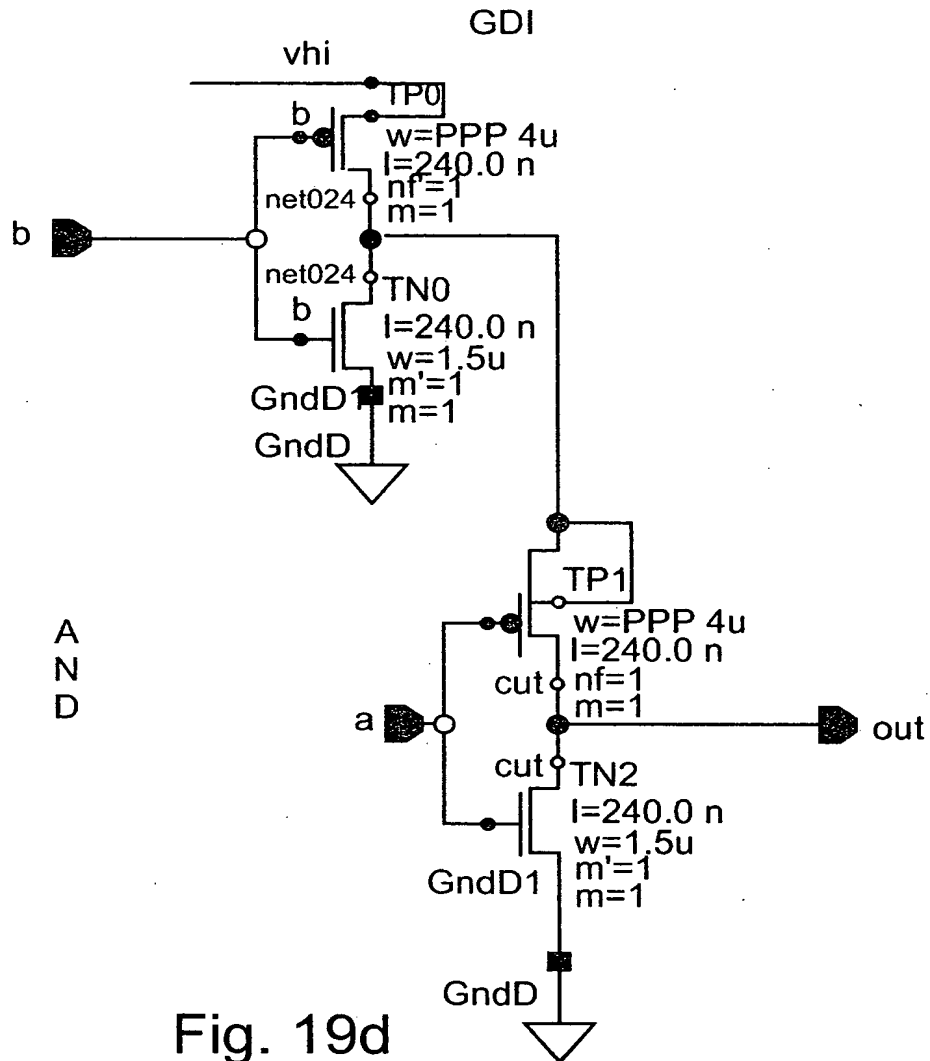 GDI
vhi
TP0
b
w=PPP 4u
l=240.0 n
nf'=1
m=1
net024
b
net024
TN0
b
l=240.0 n
w=1.5u
m'=1
m=1
GndD1
GndD
TP1
w=PPP 4u
l=240.0 n
nf=1
m=1
cut
A
N
D
a
out
cut
TN2
l=240.0 n
w=1.5u
m'=1
m=1
GndD1
GndD
Fig. 19d